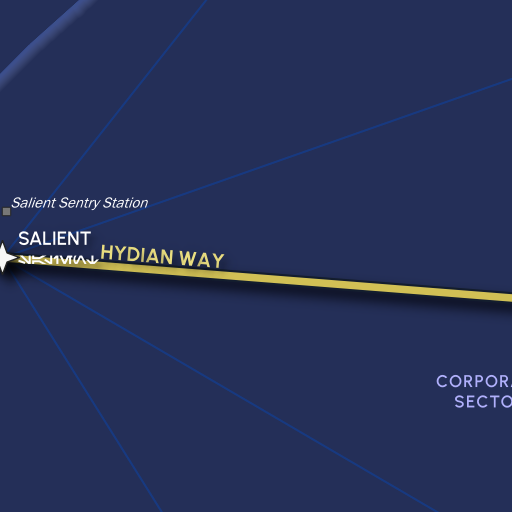 Salient Sentry Station
SALIENT
HYDIAN WAY
CORPORA
SECTO